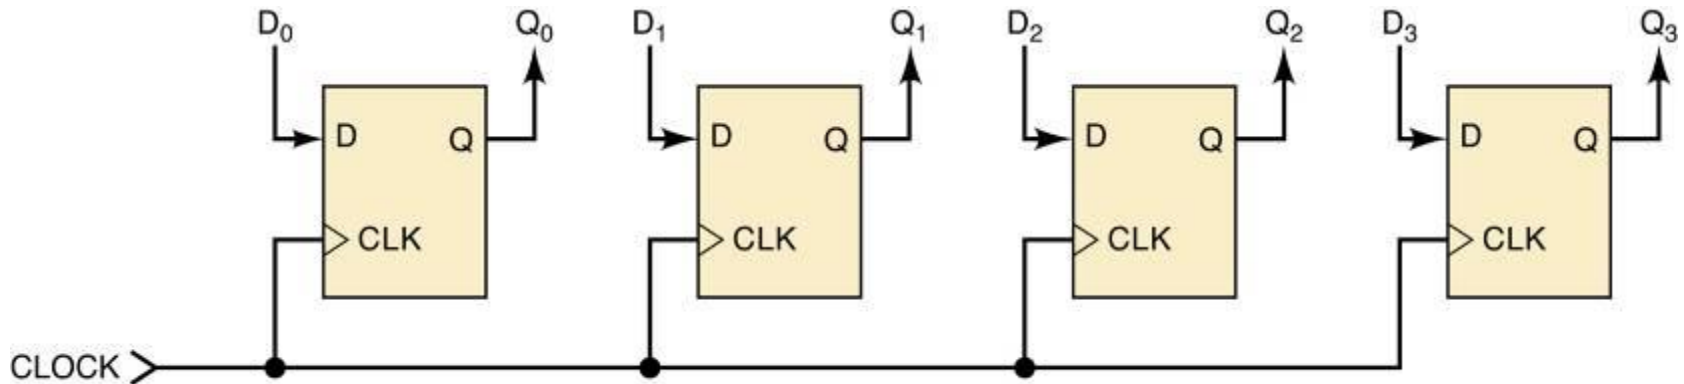 D₀ Q₀ D₁ Q₁ D₂ Q₂ D₃ Q₃
D Q D Q D Q D Q
CLK CLK CLK CLK
CLOCK